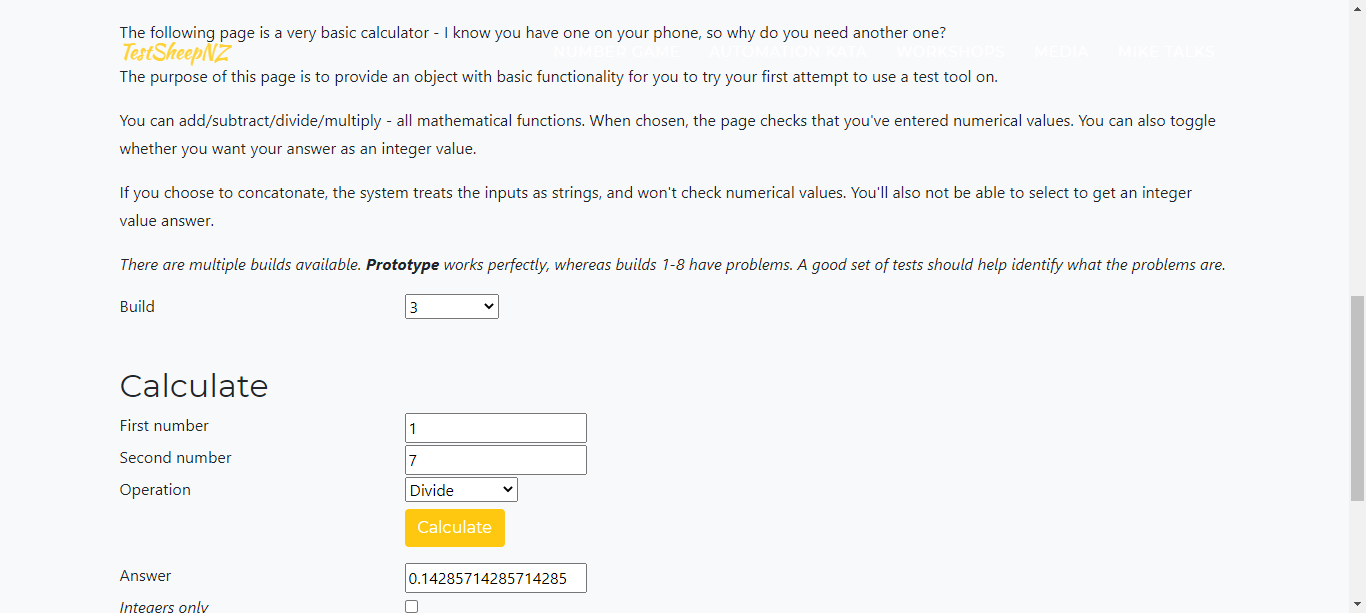 The following page is a very basic calculator - I know you have one on your phone, so why do you need another one?
TestSheepNZ NUMBER GAME AUTOMATION BETA WORKSHOPS MEDIA MIKE TALKS
The purpose of this page is to provide an object with basic functionality for you to try your first attempt to use a test tool on.
You can add/subtract/divide/multiply - all mathematical functions. When chosen, the page checks that you've entered numerical values. You can also toggle
whether you want your answer as an integer value.
If you choose to concatonate, the system treats the inputs as strings, and won't check numerical values. You'll also not be able to select to get an integer
value answer.
There are multiple builds available. Prototype works perfectly, whereas builds 1-8 have problems. A good set of tests should help identify what the problems are.
Build 3
Calculate
First number 1
Second number 7
Operation Divide
Calculate
Answer 0.14285714285714285
Integers only